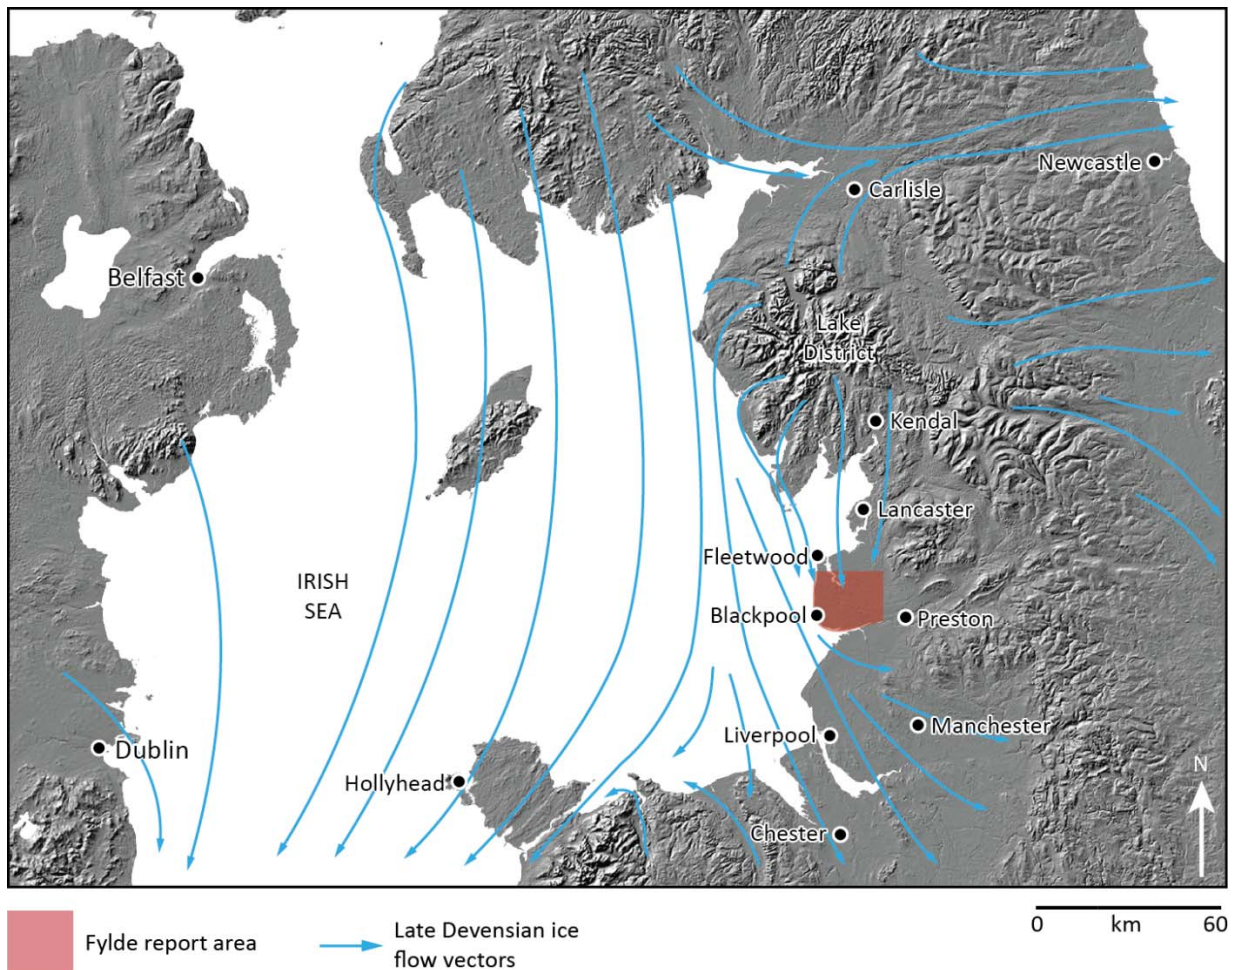 Newcastle
Carlisle
Belfast
Lake
District
Kendal
Lancaster
Fleetwood
IRISH
SEA
Blackpool
Preston
Manchester
Liverpool
Dublin
Hollyhead
N
Chester
Fylde report area
Late Devensian ice
flow vectors
0 km 60